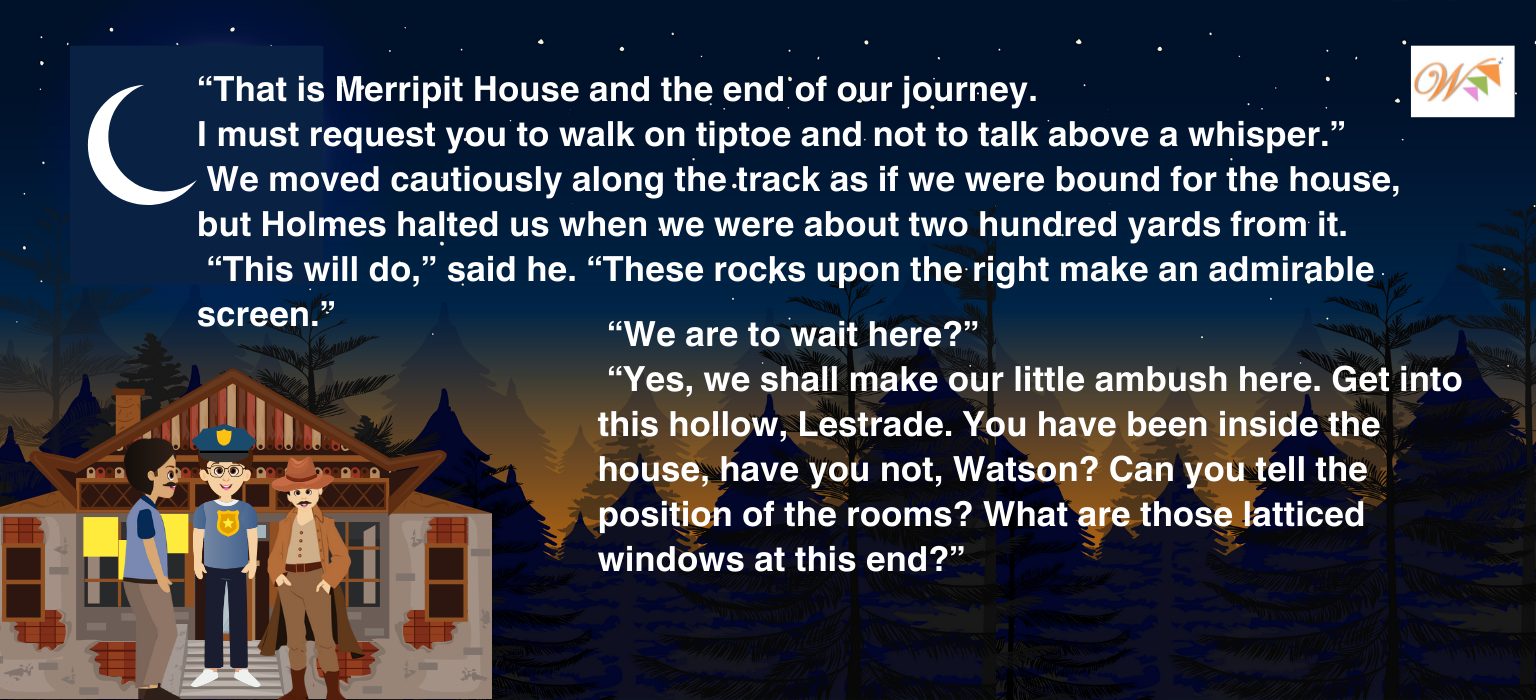 “That is Merripit House and the end of our journey.
I must request you to walk on tiptoe and not to talk above a whisper.”
We moved cautiously along the track as if we were bound for the house,
but Holmes halted us when we were about two hundred yards from it.
“This will do,” said he. “These rocks upon the right make an admirable
screen.”
“We are to wait here?”
“Yes, we shall make our little ambush here. Get into
this hollow, Lestrade. You have been inside the
house, have you not, Watson? Can you tell the
position of the rooms? What are those latticed
windows at this end?”
W